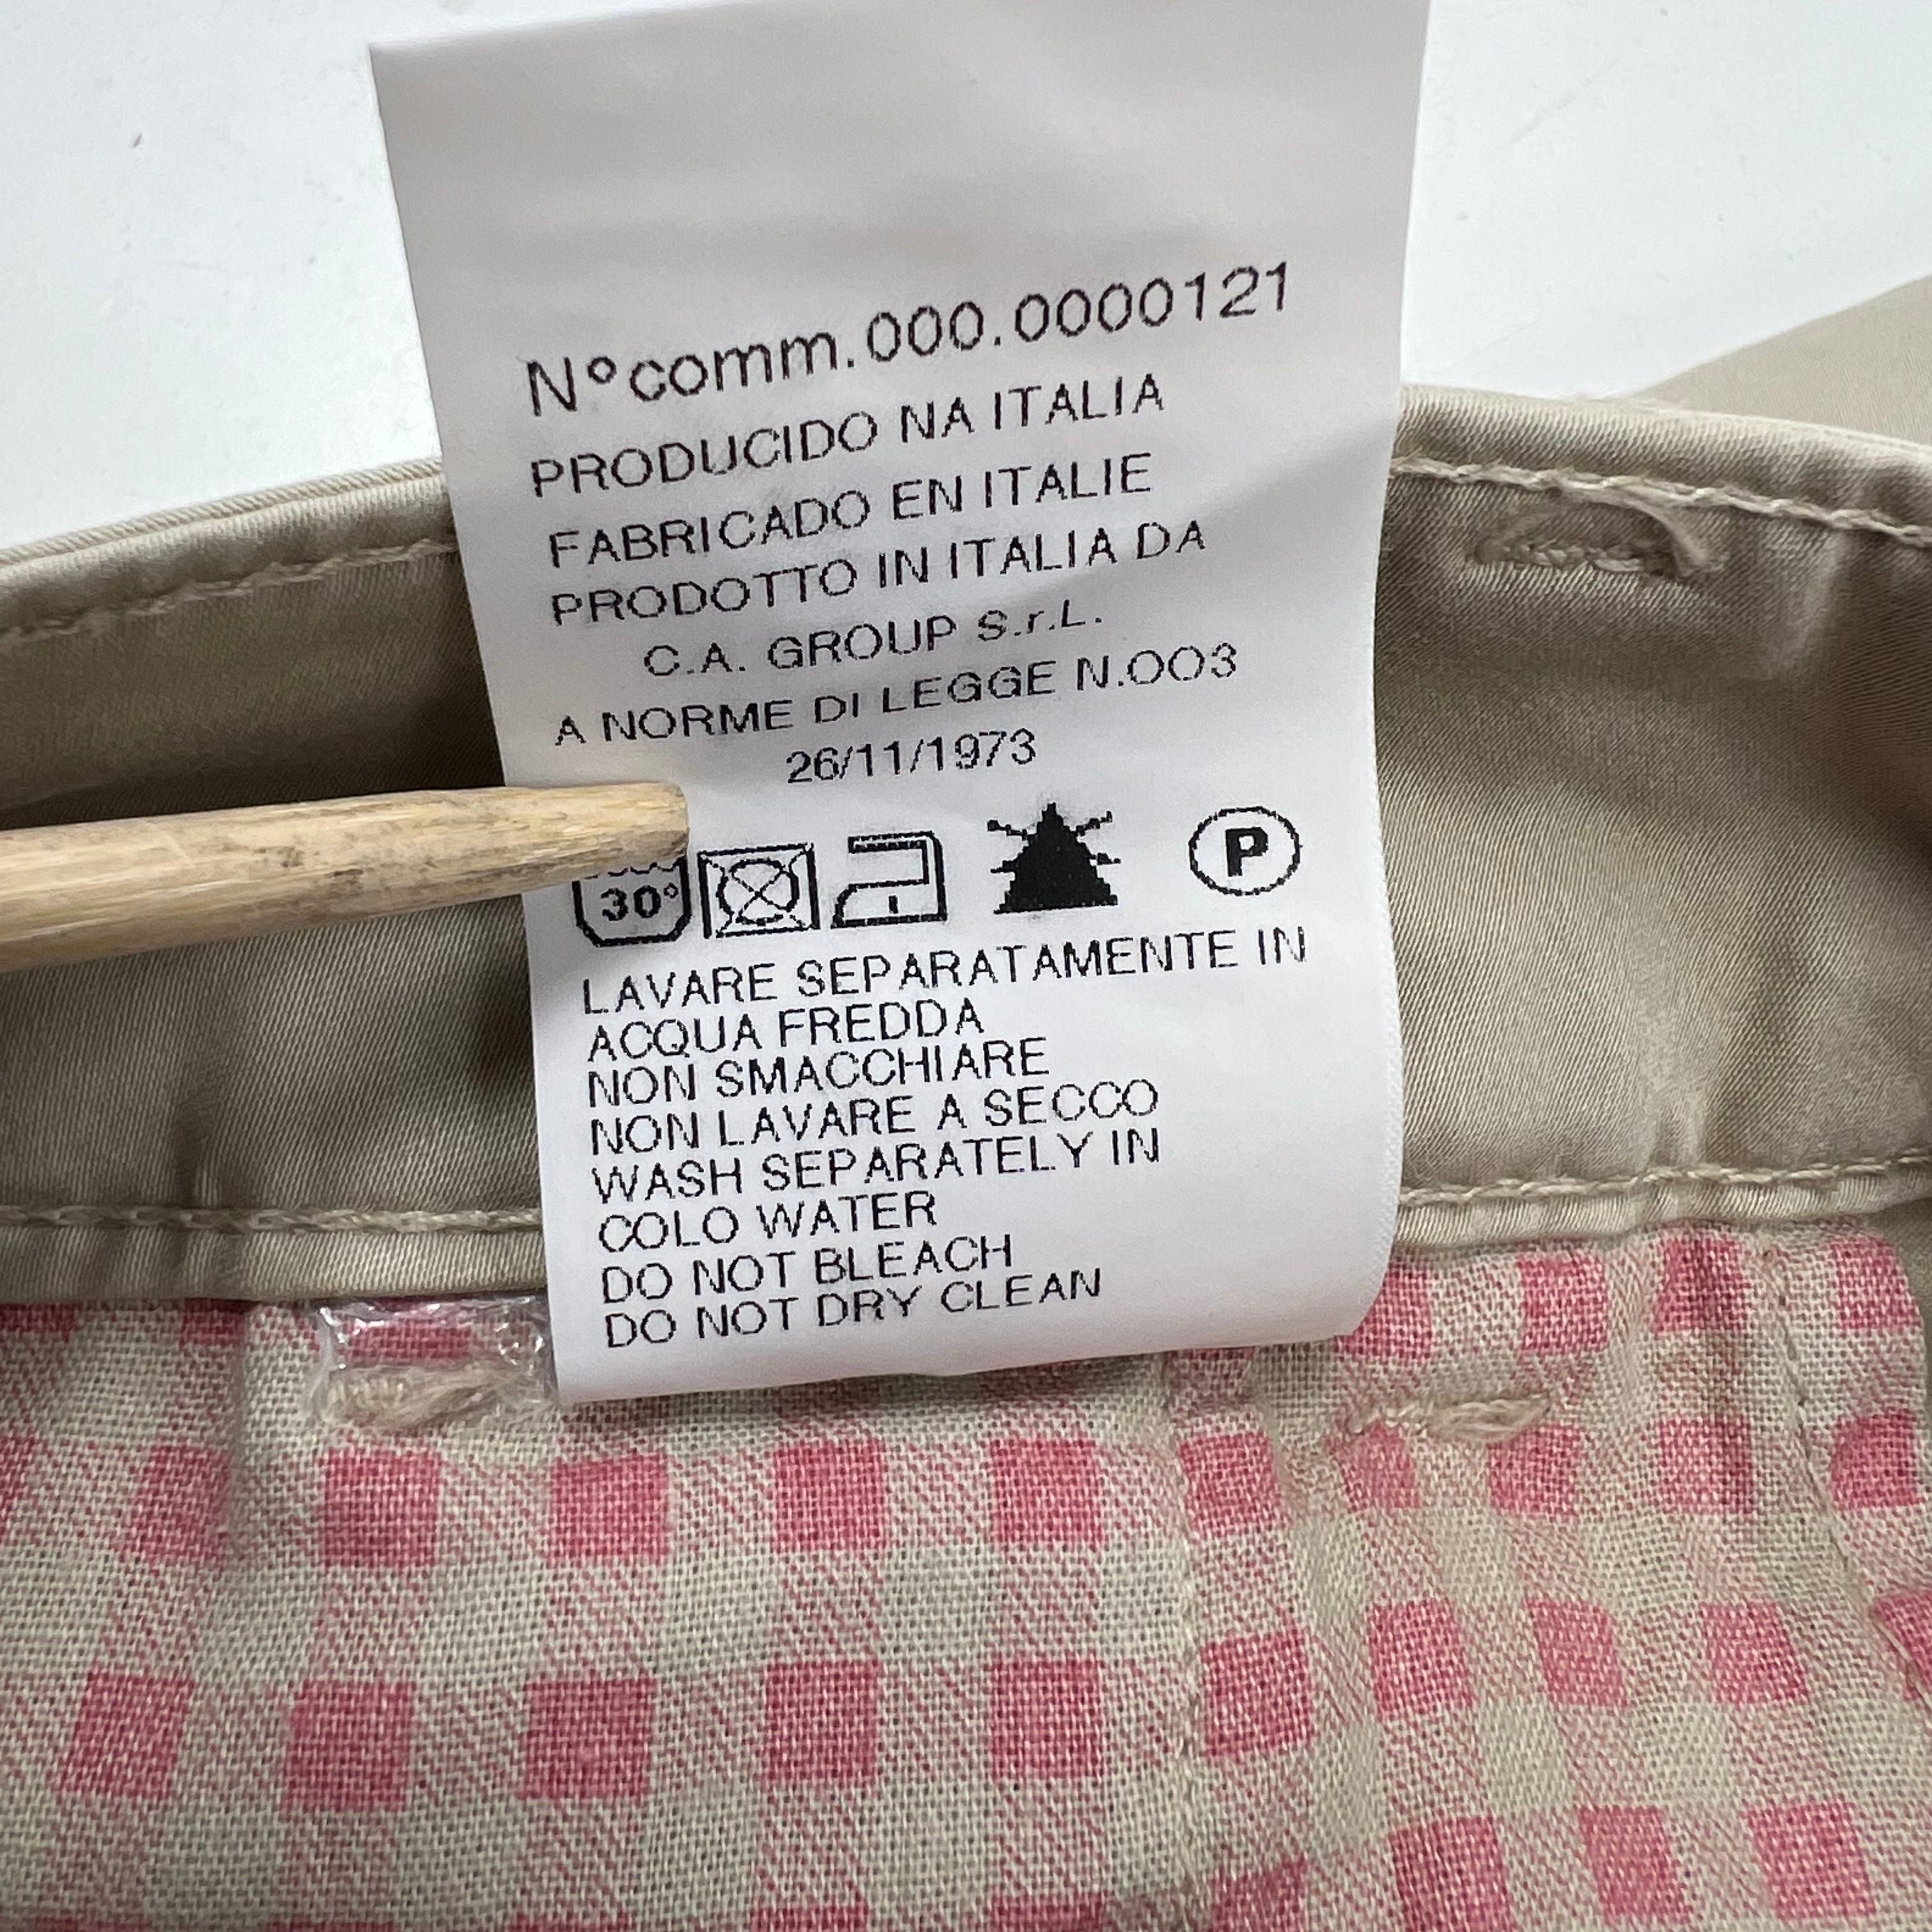 N°comm.000.0000121
PRODUCIDO NA ITALIA
FABRICADO EN ITALIE
PRODOTTO IN ITALIA DA
C.A. GROUP S.r.L.
A NORME DI LEGGE N.OO3
26/11/1973
30° P
LAVARE SEPARATAMENTE IN
ACQUA FREDDA
NON SMACCHIARE
NON LAVARE A SECCO
WASH SEPARATELY IN
COLO WATER
DO NOT BLEACH
DO NOT DRY CLEAN